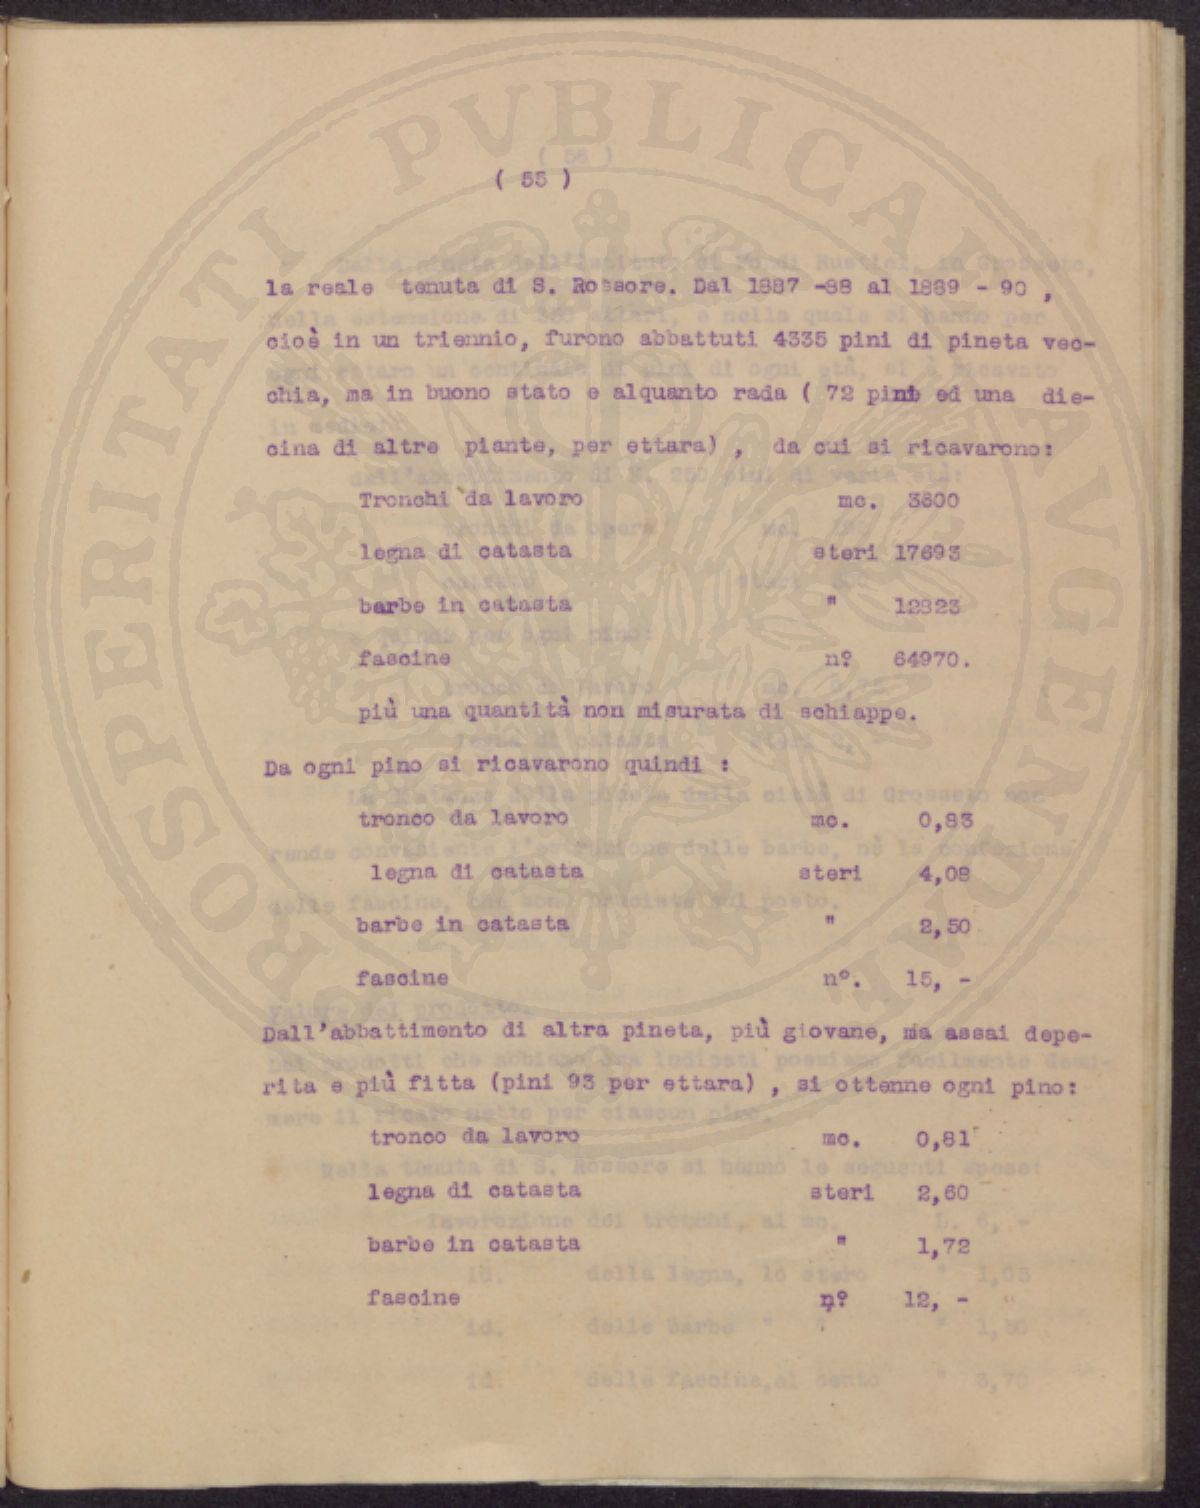 PROSPERITATI PUBLICAE AVGENDAE
( 55 )
la reale tenuta di S. Rossore. Dal 1887 -88 al 1889 - 90 ,
cioè in un triennio, furono abbattuti 4335 pini di pineta vec-
chia, ma in buono stato e alquanto rada ( 72 pini ed una die-
cina di altre piante, per ettara) , da cui si ricavarono:
Tronchi da lavoro mc. 3600
legna di catasta steri 17693
barbe in catasta " 12823
fascine n? 64970.
più una quantità non misurata di schiappe.
Da ogni pino si ricavarono quindi :
tronco da lavoro mc. 0,83
legna di catasta steri 4,08
barbe in catasta " 2,50
fascine n°. 15, -
Dall'abbattimento di altra pineta, più giovane, ma assai depe-
rita e più fitta (pini 93 per ettara) , si ottenne ogni pino:
tronco da lavoro mc. 0,81
legna di catasta steri 2,60
barbe in catasta " 1,72
fascine n? 12, -